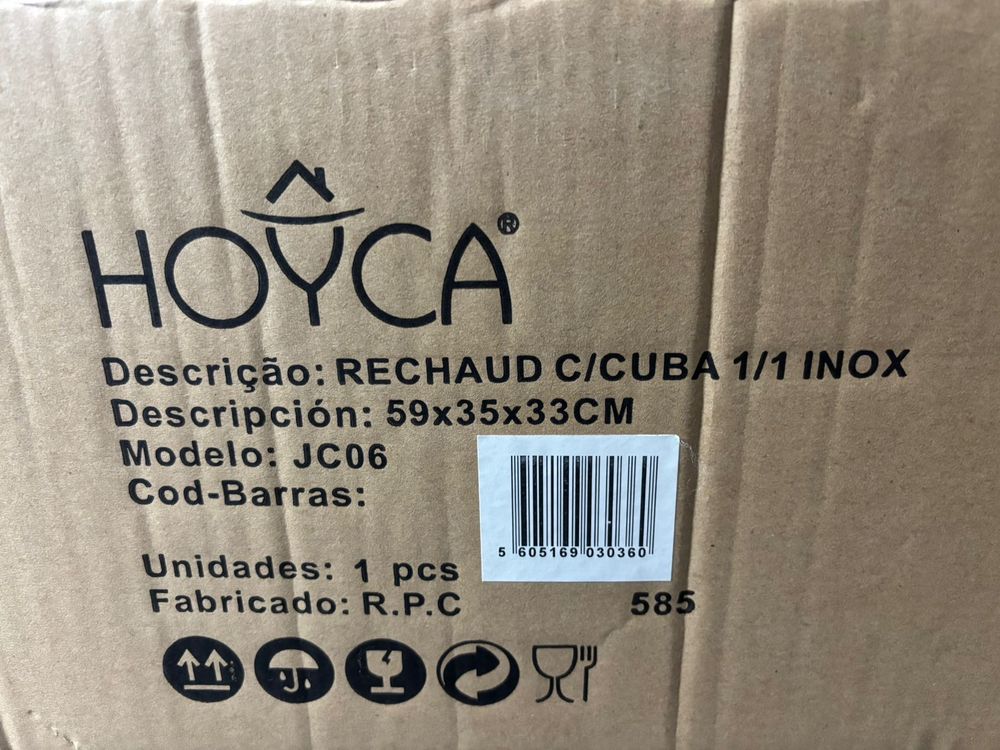 HOYCA®
Descrição: RECHAUD C/CUBA 1/1 INOX
Descripción: 59x35x33CM
Modelo: JC06
Cod-Barras:
5 605169 030360
Unidades: 1 pcs
Fabricado: R.P.C
585